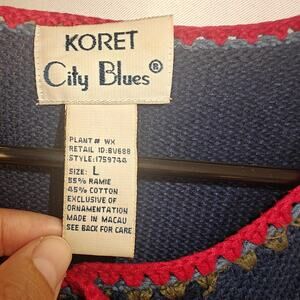 KORET
City Blues®
PLANT# WX
RETAIL ID:BU688
STYLE:1759744
SIZE: L
55% RAMIE
45% COTTON
EXCLUSIVE OF
ORNAMENTATION
MADE IN MACAU
SEE BACK FOR CARE